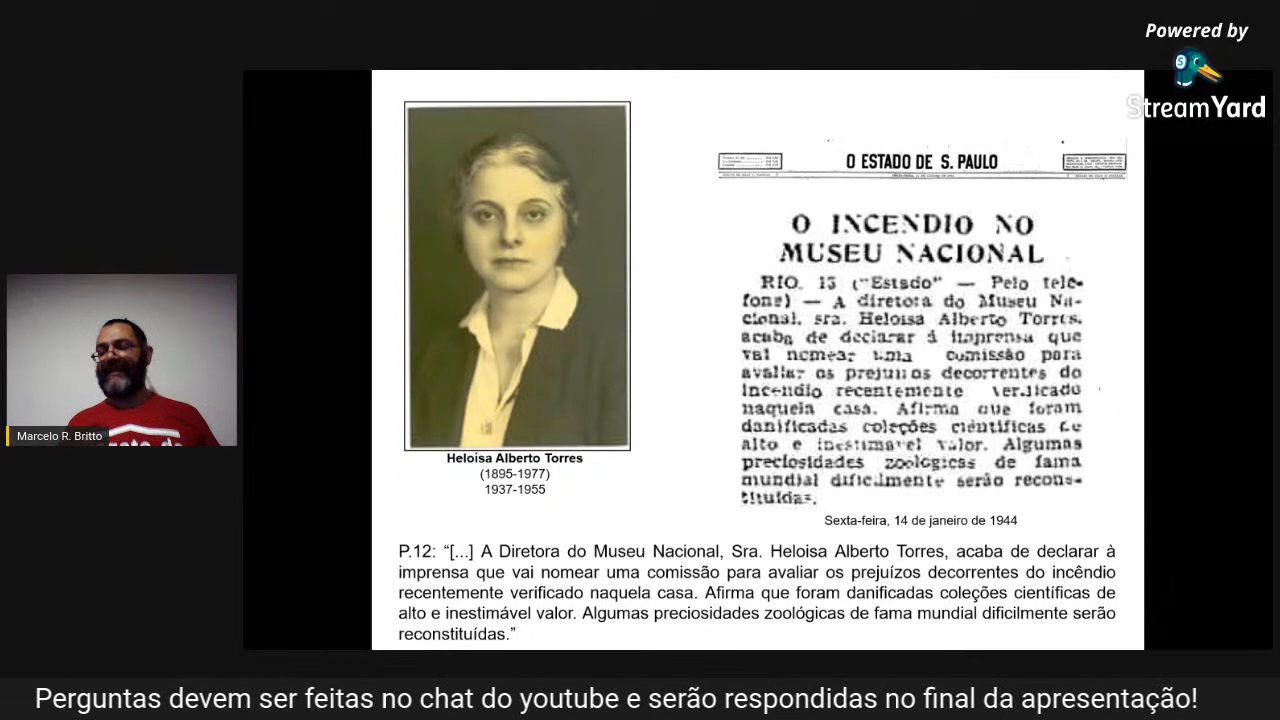 Powered by
StreamYard
O ESTADO DE S. PAULO
O INCENDIO NO
MUSEU NACIONAL
RIO, 13 ("Estado" — Pelo tele-
fone) — A diretora do Museu Na-
cional, sra. Heloisa Alberto Torres,
acaba de declarar á imprensa que
vai nomear uma comissão para
avaliar os prejuizos decorrentes do
incendio recentemente verificado
naquela casa. Afirma que foram
danificadas coleções cientificas de
alto e inestimavel valor. Algumas
preciosidades zoologicas de fama
mundial dificilmente serão recons-
tituidas.
Sexta-feira, 14 de janeiro de 1944
Heloísa Alberto Torres
(1895-1977)
1937-1955
P.12: “[...] A Diretora do Museu Nacional, Sra. Heloisa Alberto Torres, acaba de declarar à
imprensa que vai nomear uma comissão para avaliar os prejuízos decorrentes do incêndio
recentemente verificado naquela casa. Afirma que foram danificadas coleções científicas de
alto e inestimável valor. Algumas preciosidades zoológicas de fama mundial dificilmente serão
reconstituídas.”
Marcelo R. Britto
Perguntas devem ser feitas no chat do youtube e serão respondidas no final da apresentação!